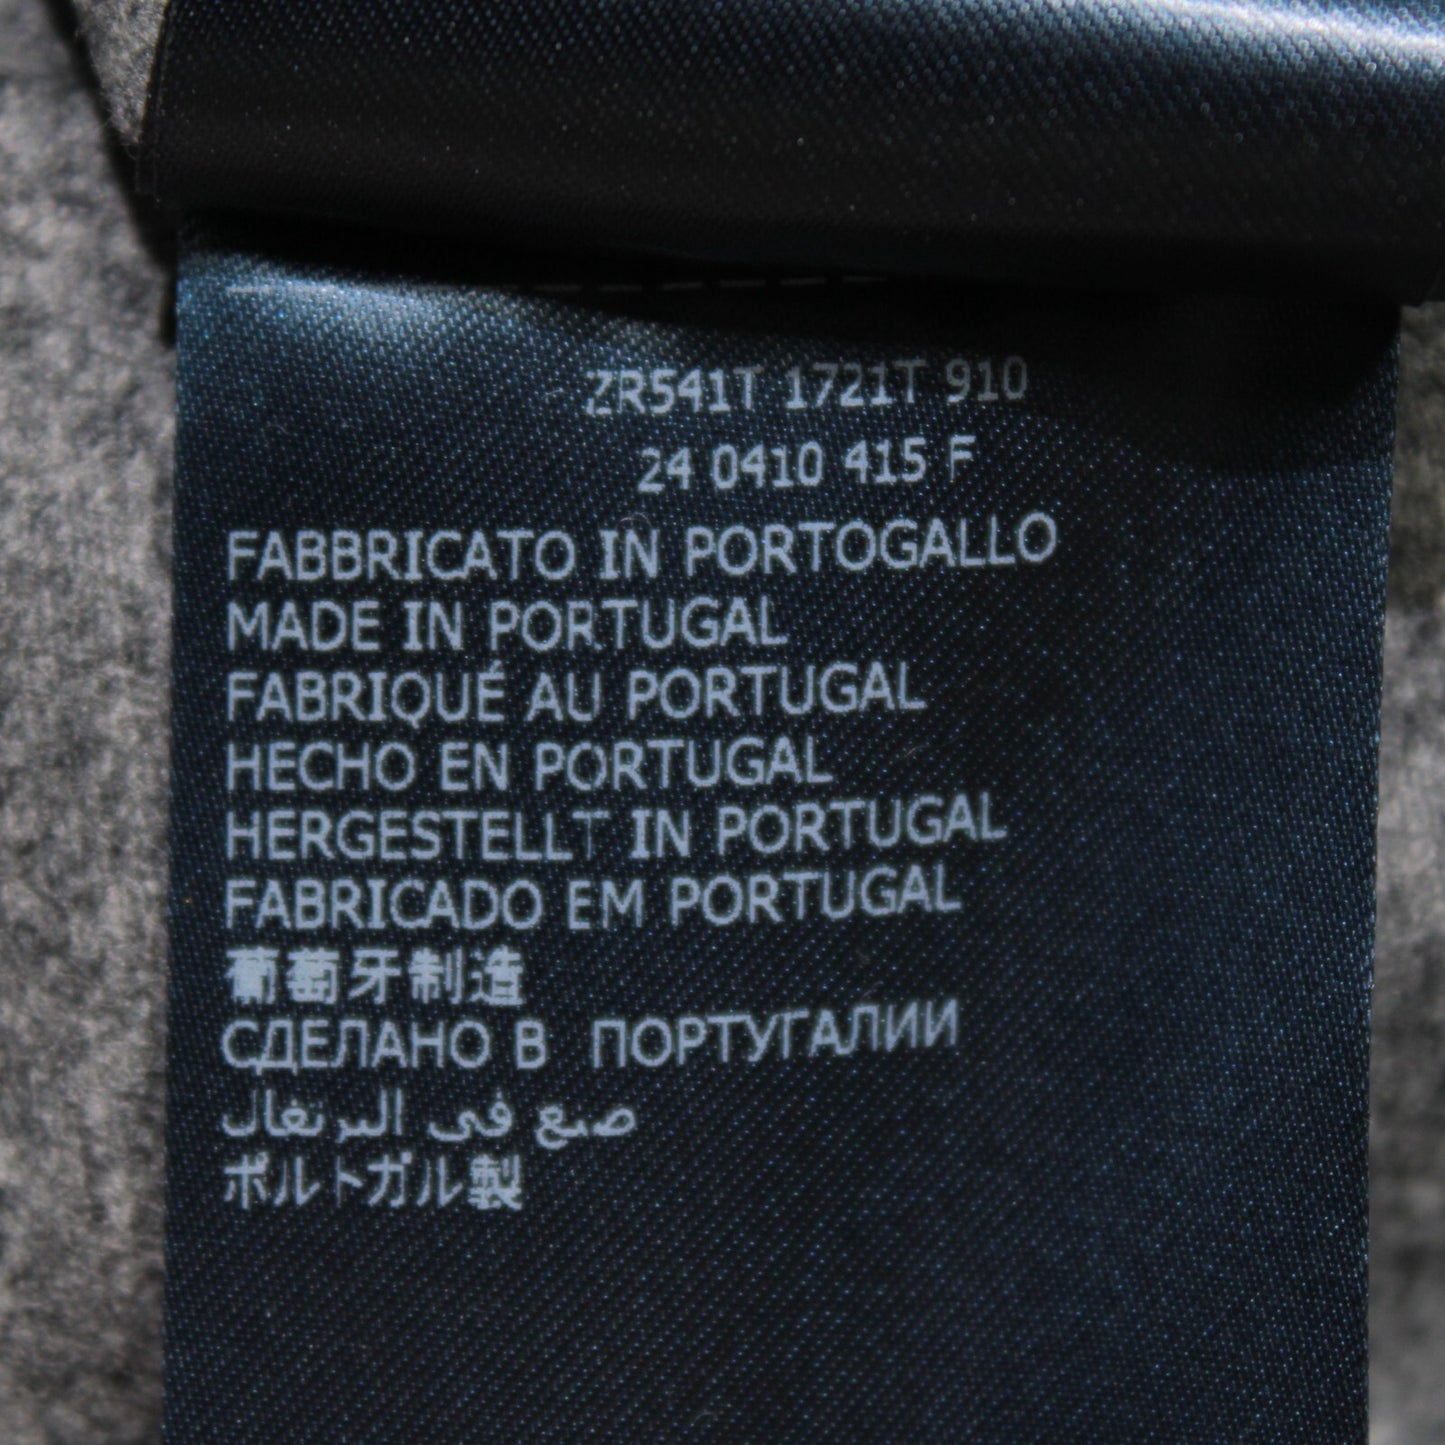 ZR541T 1721T 910
24 0410 415 F
FABBRICATO IN PORTOGALLO
MADE IN PORTUGAL
FABRIQUÉ AU PORTUGAL
HECHO EN PORTUGAL
HERGESTELLT IN PORTUGAL
FABRICADO EM PORTUGAL
葡萄牙制造
СДЕЛАНО В ПОРТУГАЛИИ
صنع في البرتغال
ポルトガル製